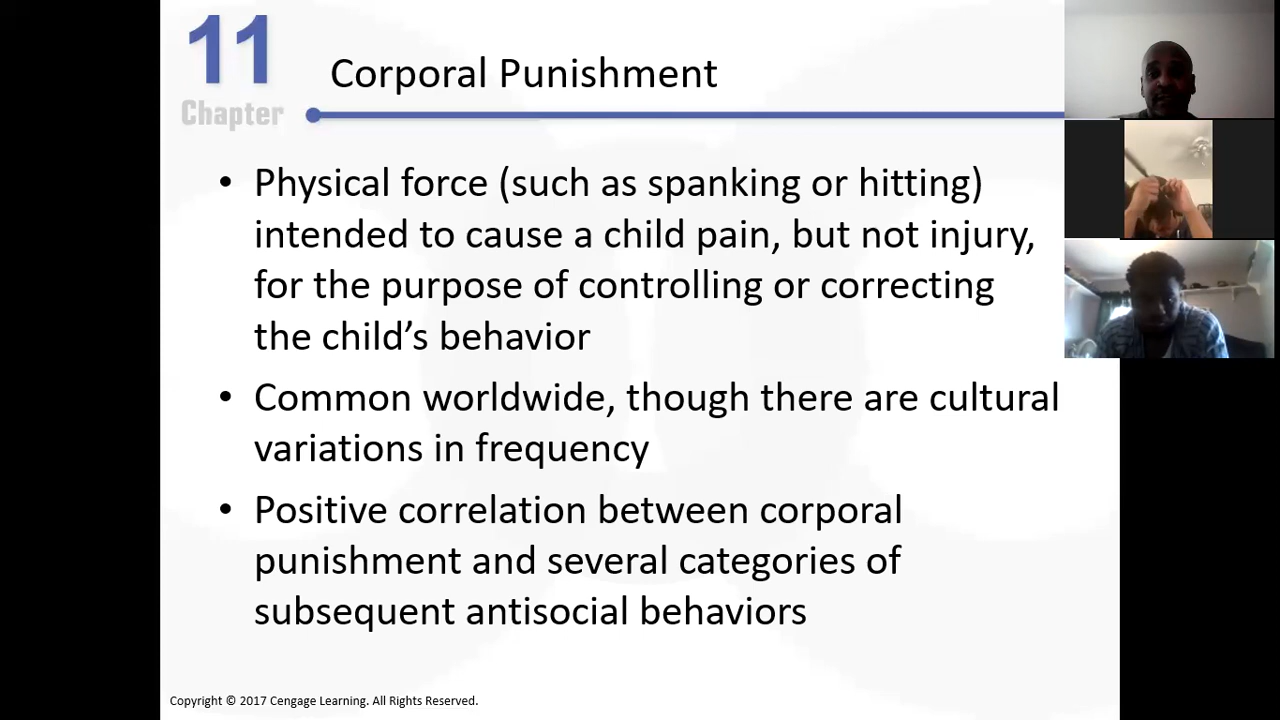 11
Chapter
Corporal Punishment
• Physical force (such as spanking or hitting)
intended to cause a child pain, but not injury,
for the purpose of controlling or correcting
the child’s behavior
• Common worldwide, though there are cultural
variations in frequency
• Positive correlation between corporal
punishment and several categories of
subsequent antisocial behaviors
Copyright © 2017 Cengage Learning. All Rights Reserved.